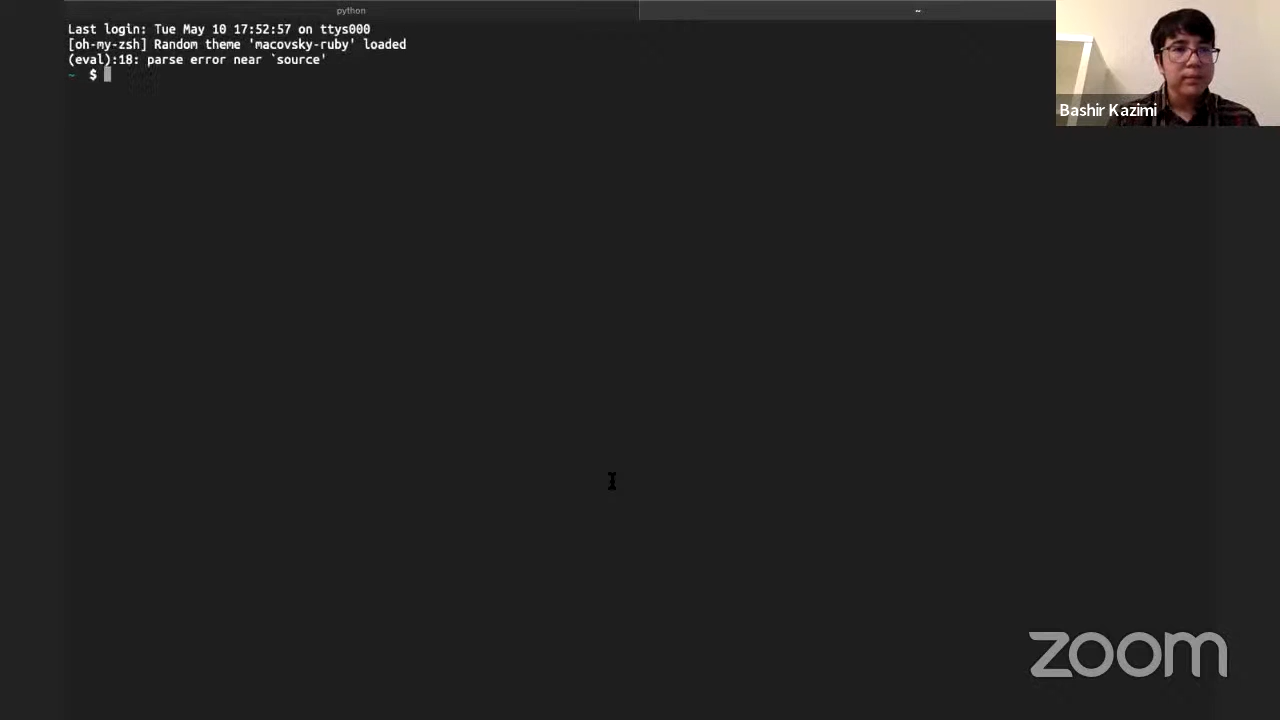 python
~
Last login: Tue May 10 17:52:57 on ttys000
[oh-my-zsh] Random theme 'macovsky-ruby' loaded
(eval):18: parse error near `source'
~ $
Bashir Kazimi
zoom